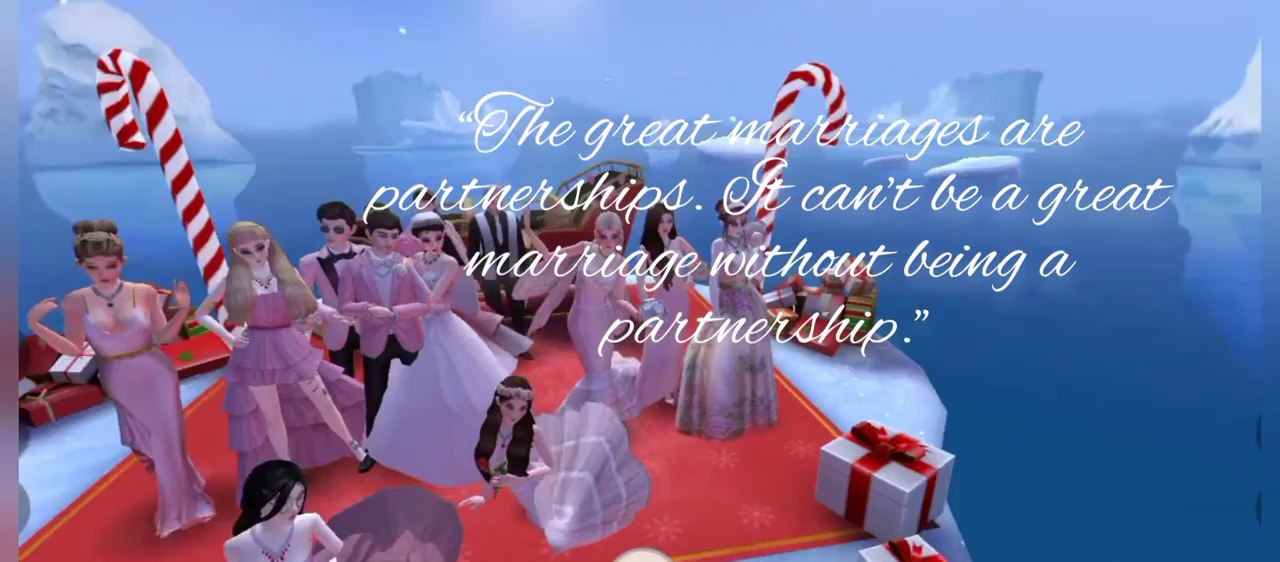 “The great marriages are
partnerships. It can’t be a great
marriage without being a
partnership.”